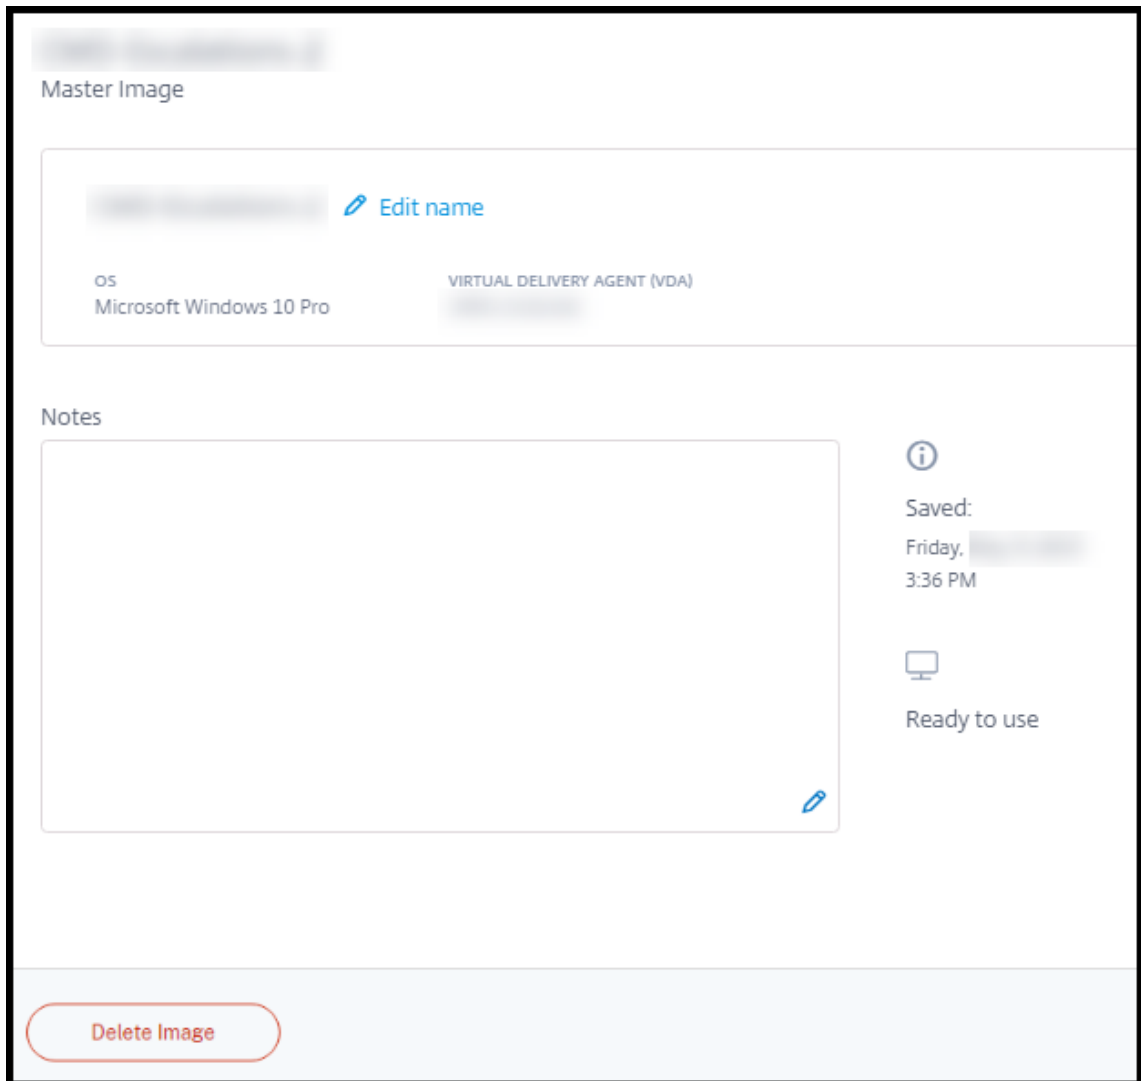 Master Image
Edit name
OS
VIRTUAL DELIVERY AGENT (VDA)
Microsoft Windows 10 Pro
Notes
Saved:
Friday,
3:36 PM
Ready to use
Delete Image